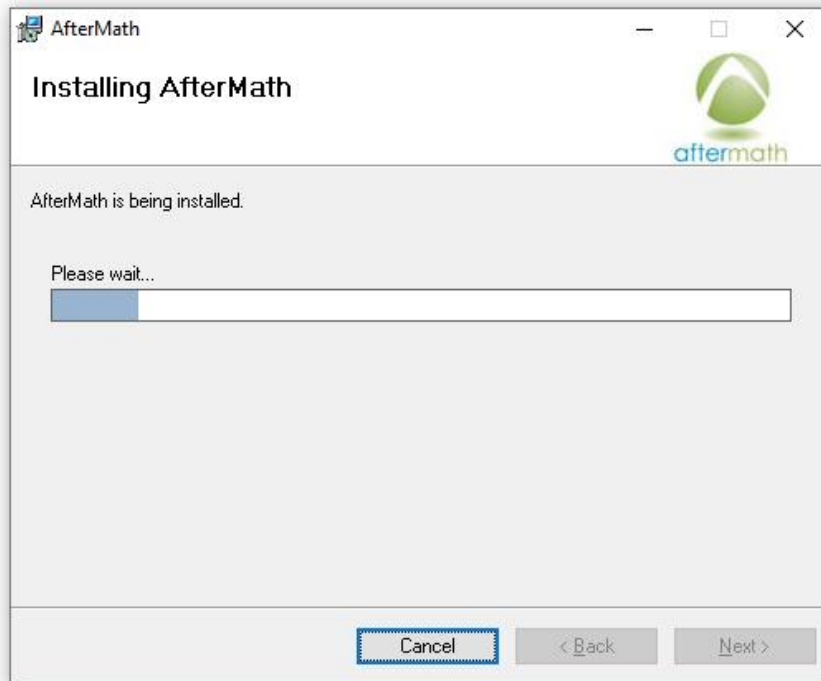 AfterMath
Installing AfterMath
aftermath
AfterMath is being installed.
Please wait...
Cancel
< Back
Next >